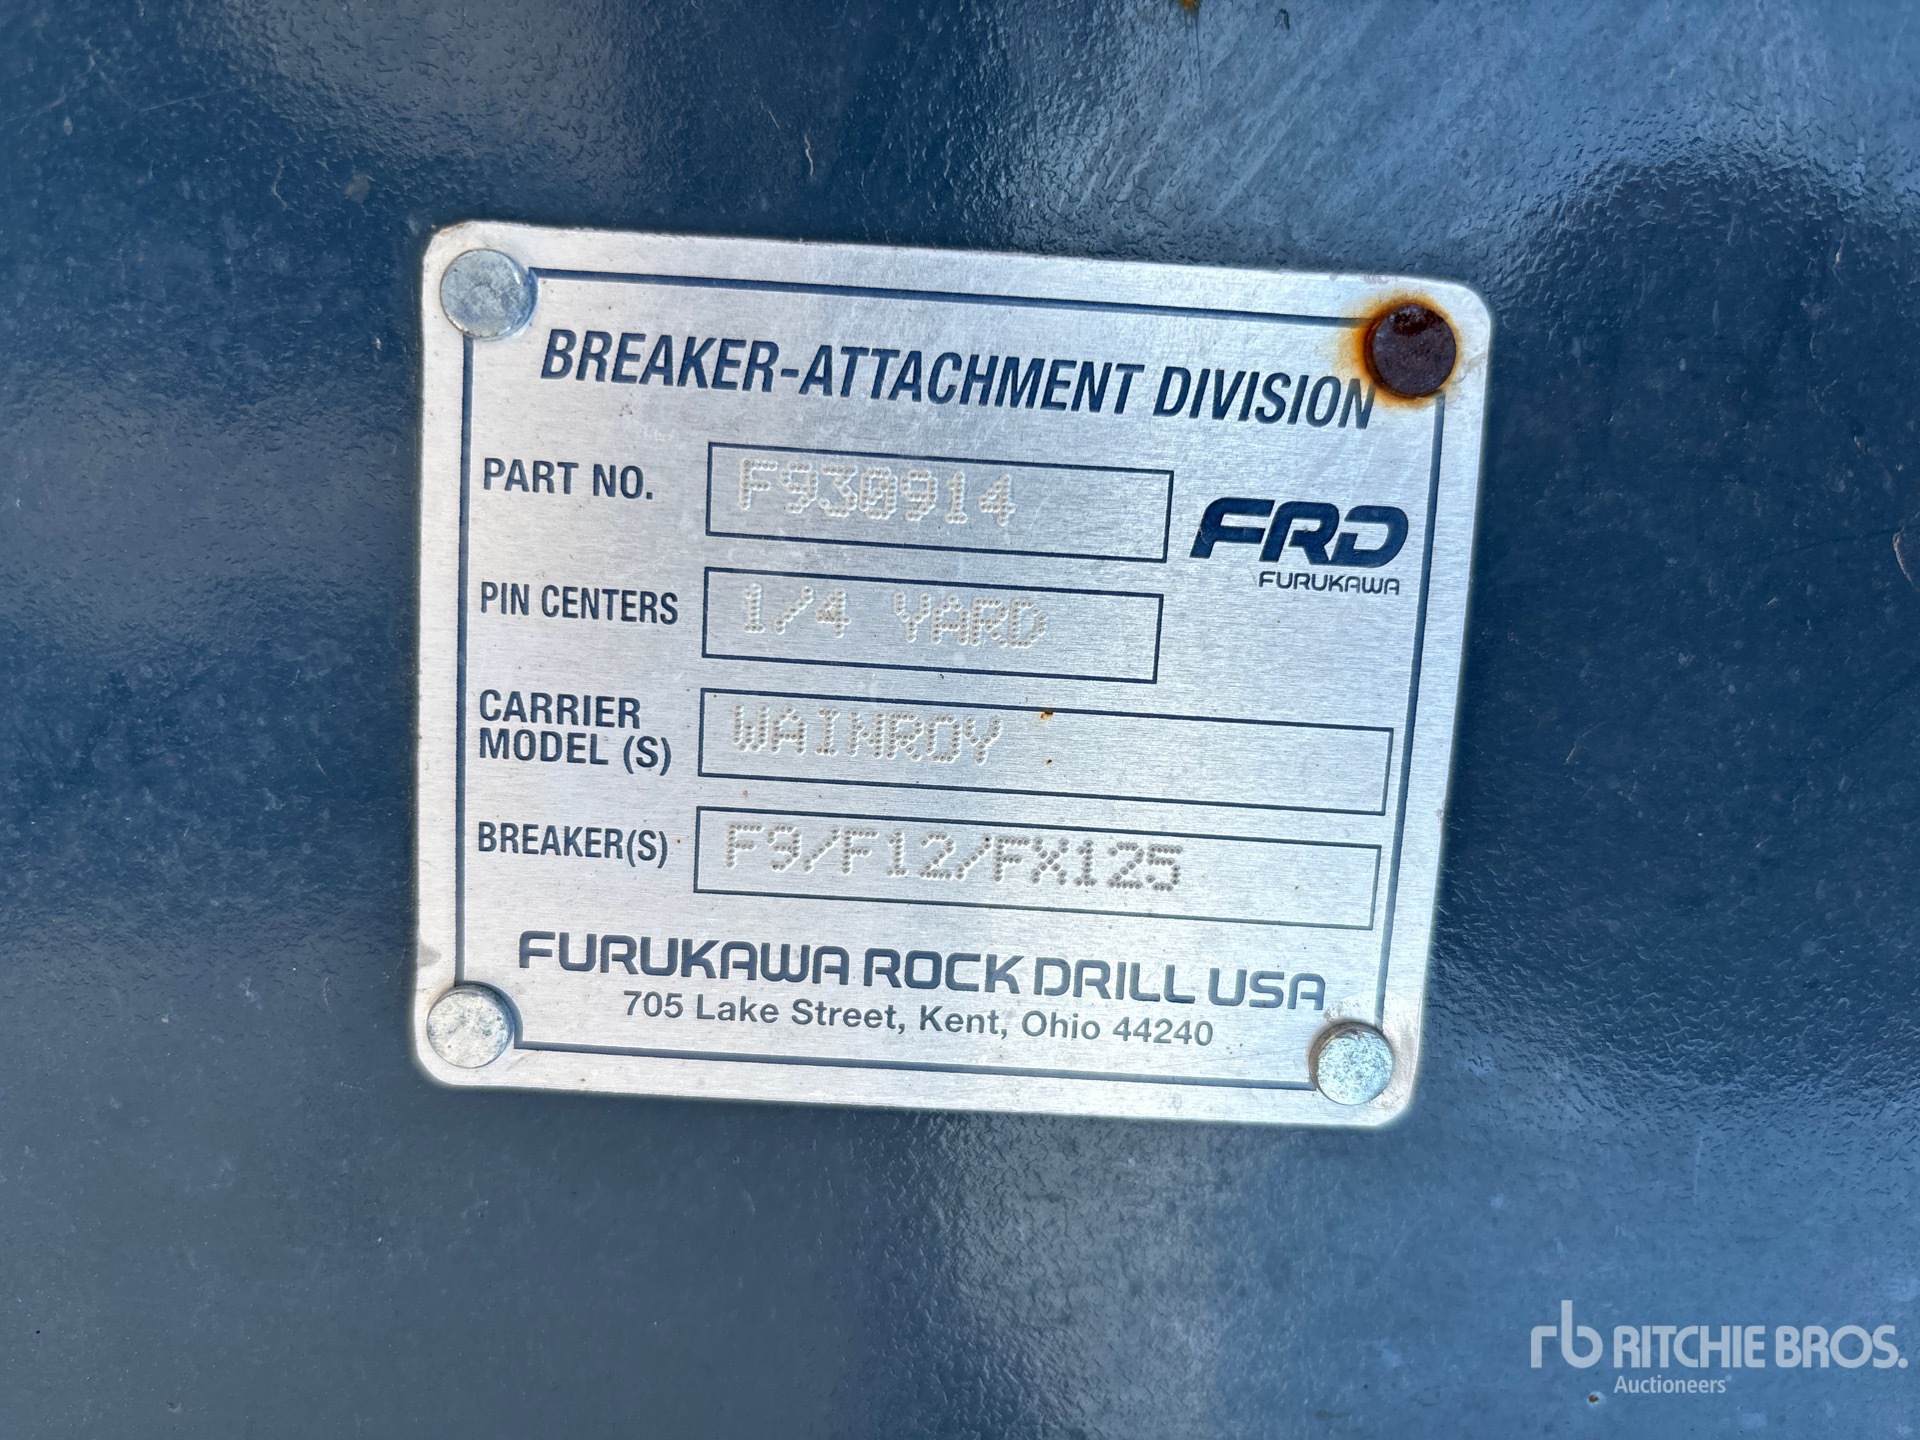 BREAKER-ATTACHMENT DIVISION
PART NO. F930914
FRD
FURUKAWA
PIN CENTERS 1/4 YARD
CARRIER
MODEL (S) WAINROY
BREAKER(S) F9/F12/FX125
FURUKAWA ROCK DRILL USA
705 Lake Street, Kent, Ohio 44240
rb RITCHIE BROS.
Auctioneers